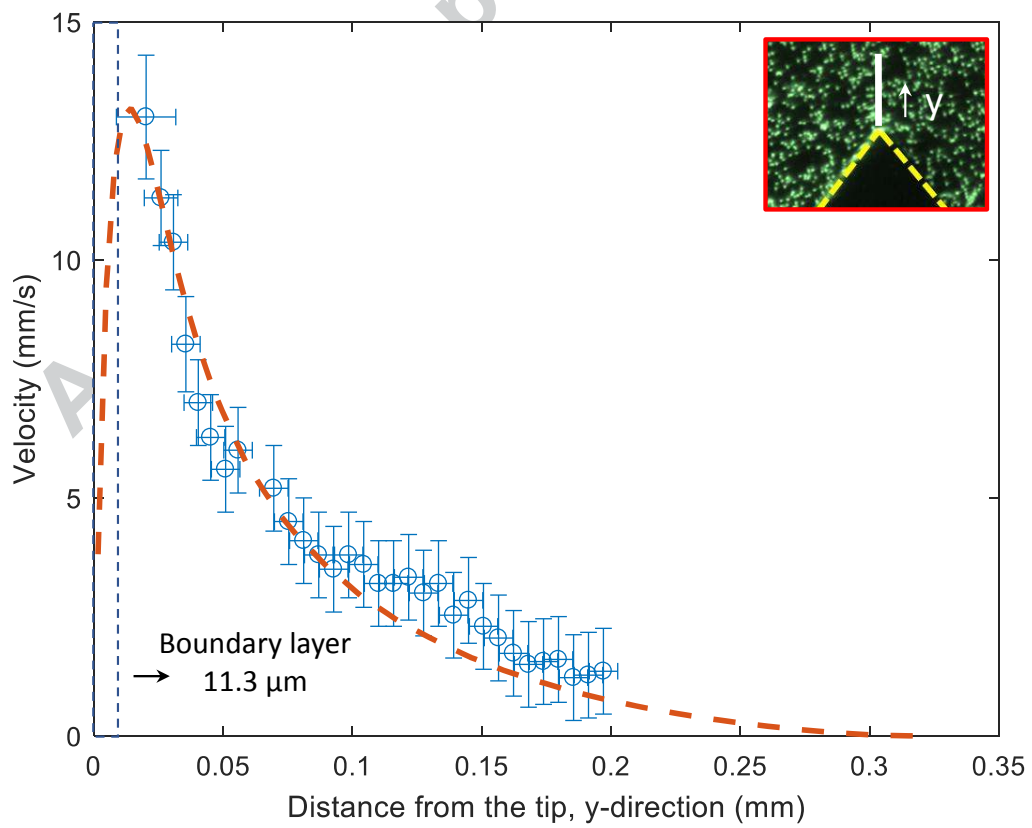 15
10
5
0
Velocity (mm/s)
y
Boundary layer
11.3 μm
0 0.05 0.1 0.15 0.2 0.25 0.3 0.35
Distance from the tip, y-direction (mm)